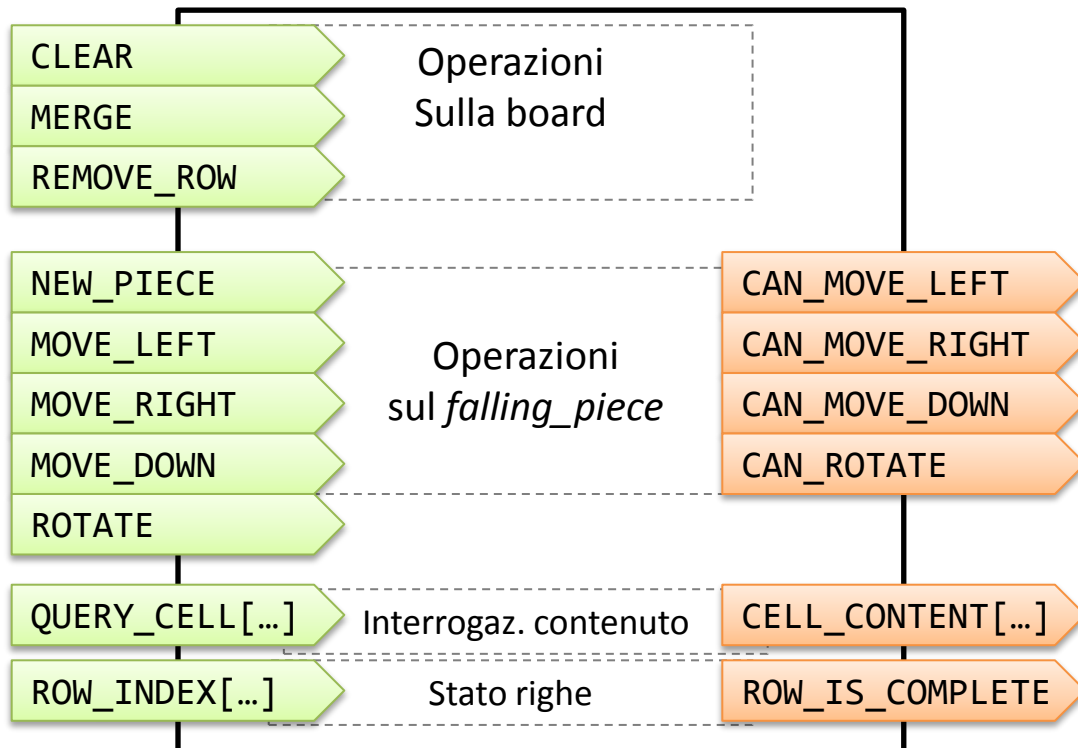 CLEAR
MERGE
REMOVE_ROW
Operazioni
Sulla board
NEW_PIECE
MOVE_LEFT
MOVE_RIGHT
MOVE_DOWN
ROTATE
Operazioni
sul falling_piece
CAN_MOVE_LEFT
CAN_MOVE_RIGHT
CAN_MOVE_DOWN
CAN_ROTATE
QUERY_CELL[…]
Interrogaz. contenuto
CELL_CONTENT[…]
ROW_INDEX[…]
Stato righe
ROW_IS_COMPLETE